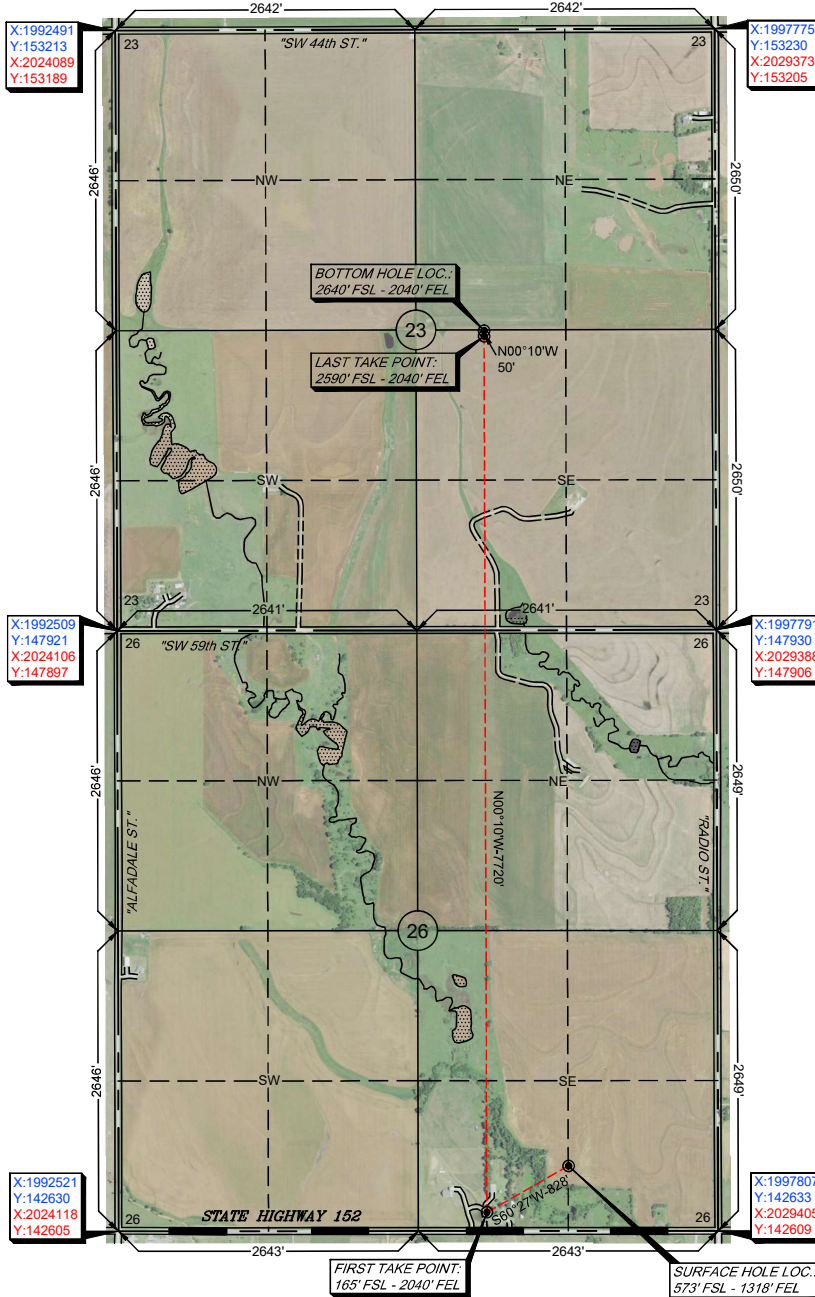 2642'
2642'
X:1992491
Y:153213
X:2024089
Y:153189
X:1997775
Y:153230
X:2029373
Y:153205
23
"SW 44th ST."
23
2646'
NW
NE
2650'
BOTTOM HOLE LOC.:
2640' FSL - 2040' FEL
23
LAST TAKE POINT:
2590' FSL - 2040' FEL
N00°10'W
50'
2646'
SW
SE
2650'
23
2641'
2641'
23
X:1992509
Y:147921
X:2024106
Y:147897
X:1997791
Y:147930
X:2029388
Y:147906
26
"SW 59th ST."
26
2646'
NW
NE
2649'
"ALFADALE ST."
N00°10'W-7720'
"RADIO ST."
26
2646'
SW
SE
2649'
X:1992521
Y:142630
X:2024118
Y:142605
X:1997807
Y:142633
X:2029405
Y:142609
26
STATE HIGHWAY 152
S60°27'W-828'
26
2643'
2643'
FIRST TAKE POINT:
165' FSL - 2040' FEL
SURFACE HOLE LOC.:
573' FSL - 1318' FEL